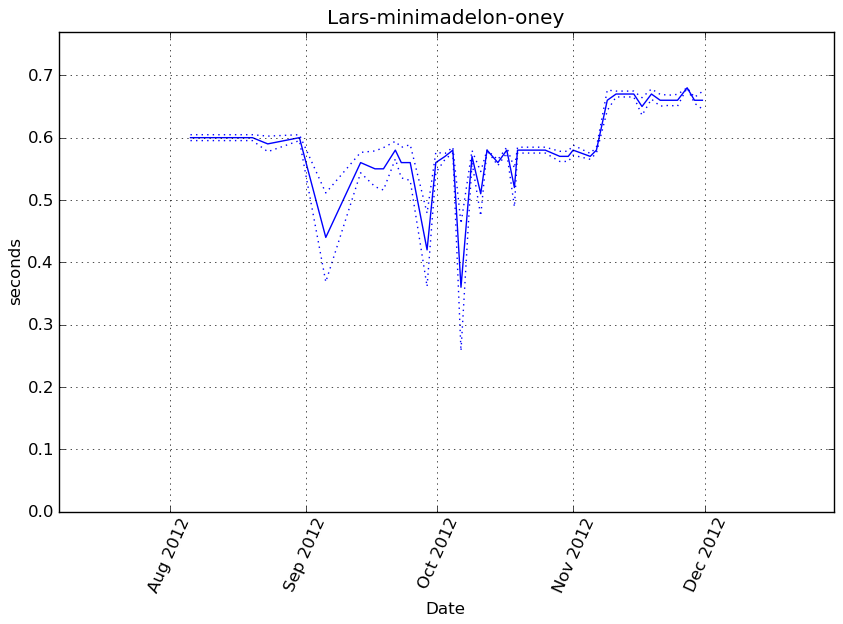 Lars-minimadelon-oney
0.7
0.6
0.5
0.4
0.3
0.2
0.1
0.0
seconds
Aug 2012
Sep 2012
Oct 2012
Nov 2012
Dec 2012
Date